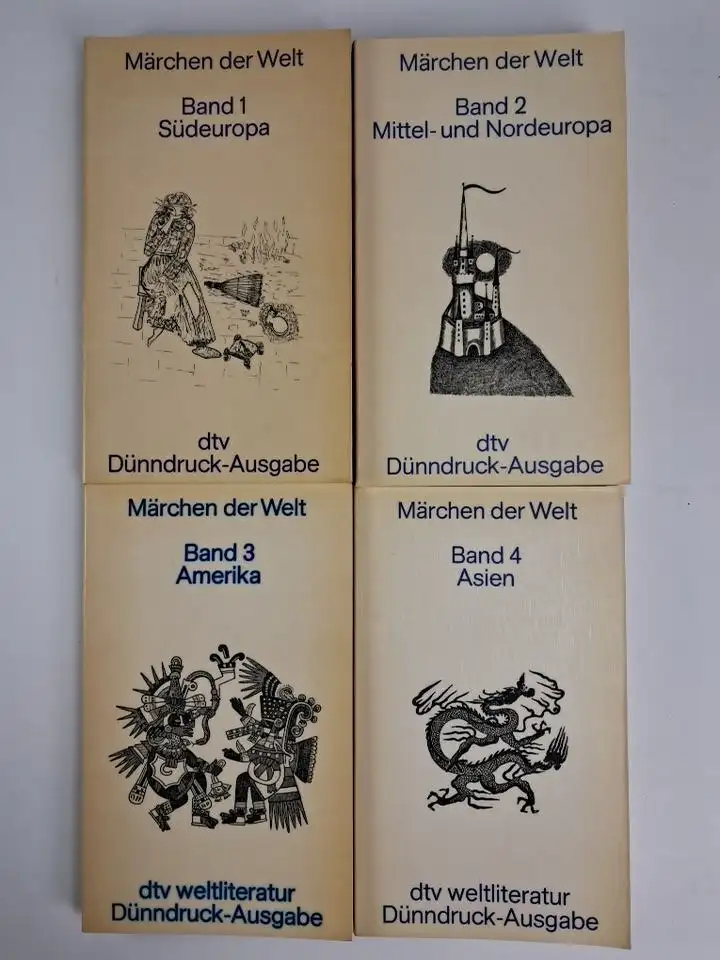 Märchen der Welt
Band 1
Südeuropa
dtv
Dünndruck-Ausgabe
Märchen der Welt
Band 2
Mittel- und Nordeuropa
dtv
Dünndruck-Ausgabe
Märchen der Welt
Band 3
Amerika
dtv weltliteratur
Dünndruck-Ausgabe
Märchen der Welt
Band 4
Asien
dtv weltliteratur
Dünndruck-Ausgabe